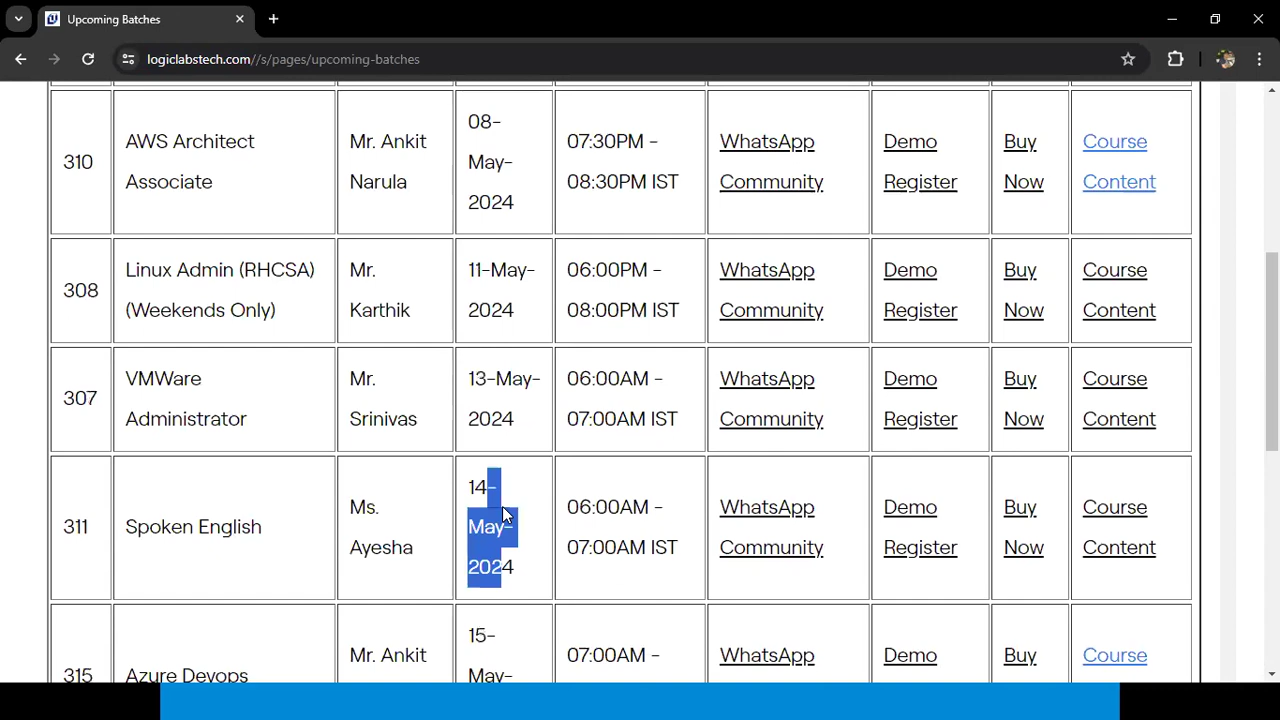 Upcoming Batches
logiclabstech.com//s/pages/upcoming-batches
310
AWS Architect
Associate
Mr. Ankit
Narula
08-
May-
2024
07:30PM -
08:30PM IST
WhatsApp
Community
Demo
Register
Buy
Now
Course
Content
308
Linux Admin (RHCSA)
(Weekends Only)
Mr.
Karthik
11-May-
2024
06:00PM -
08:00PM IST
WhatsApp
Community
Demo
Register
Buy
Now
Course
Content
307
VMWare
Administrator
Mr.
Srinivas
13-May-
2024
06:00AM -
07:00AM IST
WhatsApp
Community
Demo
Register
Buy
Now
Course
Content
311
Spoken English
Ms.
Ayesha
14-
May-
2024
06:00AM -
07:00AM IST
WhatsApp
Community
Demo
Register
Buy
Now
Course
Content
315
Azure Devops
Mr. Ankit
15-
May-
07:00AM -
WhatsApp
Demo
Buy
Course